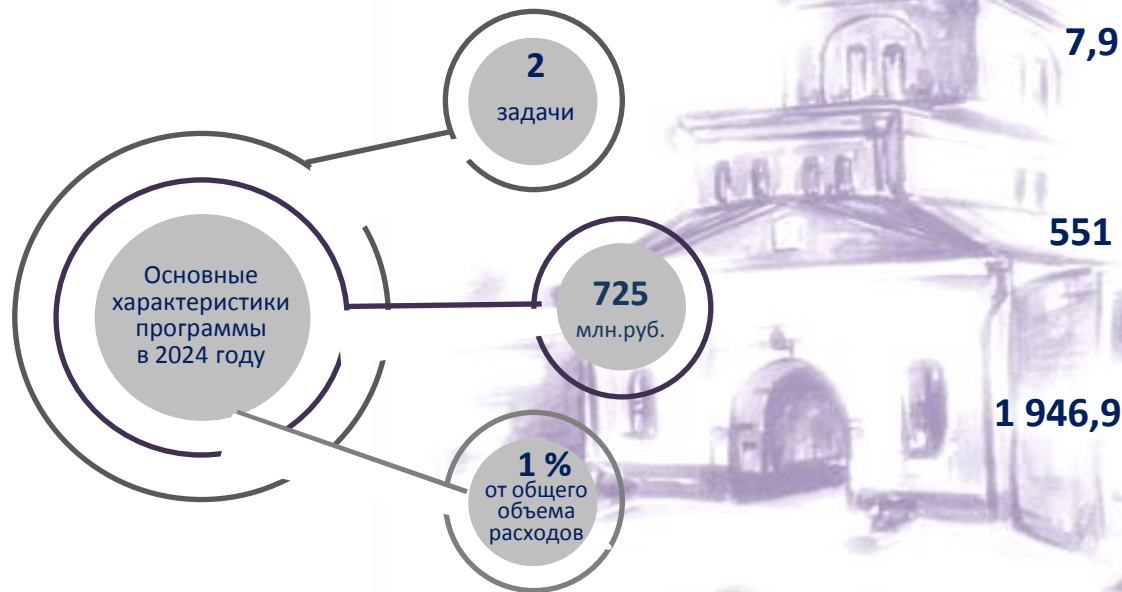 2
задачи
Основные
характеристики
программы
в 2024 году
725
млн.руб.
1 %
от общего
объема
расходов
7,9
551
1 946,9